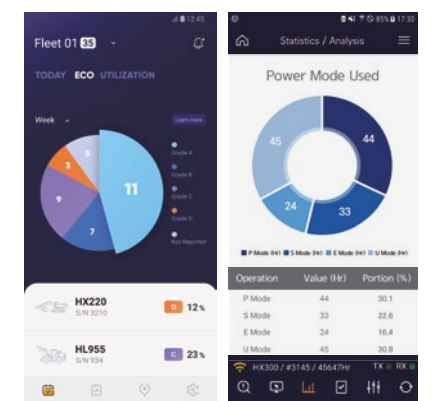 12:45
Fleet 01 35
TODAY ECO UTILIZATION
Week
Learn more
5
3
11
9
7
Grade A
Grade B
Grade C
Grade D
Not Reported
HX220
S/N 3210
D 12%
HL955
S/N 934
C 23%
85% 17:30
Statistics / Analysis
Power Mode Used
45
44
24
33
P Mode (Hr) S Mode (Hr) E Mode (Hr) U Mode (Hr)
Operation Value (Hr) Portion (%)
P Mode 44 30.1
S Mode 33 22.6
E Mode 24 16.4
U Mode 45 30.8
HX300 / #3145 / 45647Hr TX RX